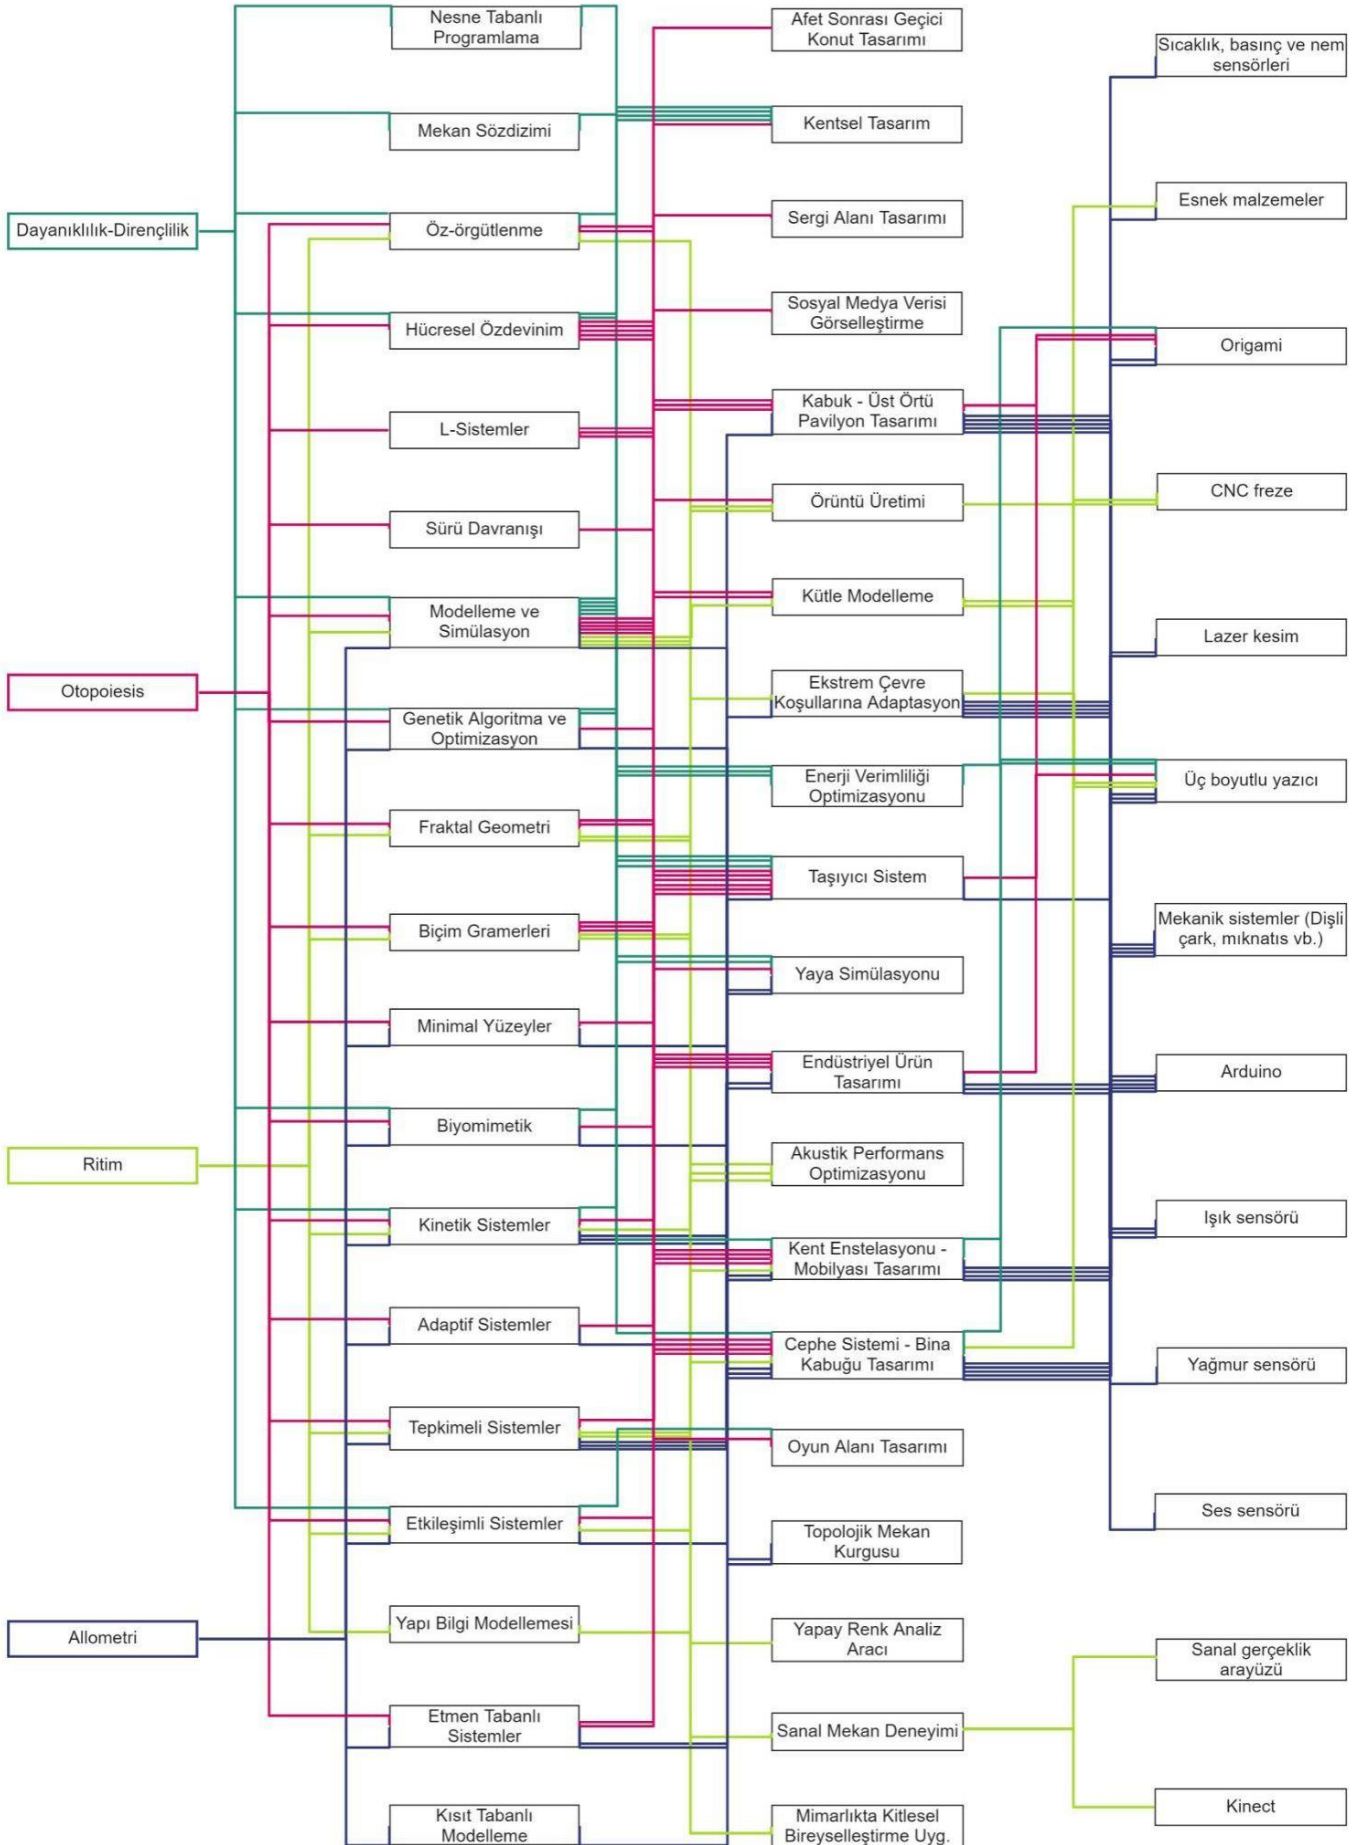 Dayanıklılık-Dirençlilik
Otopoiesis
Ritim
Allometri
Nesne Tabanlı
Programlama
Mekan Sözdizimi
Öz-örgütlenme
Hücresel Özdevinim
L-Sistemler
Sürü Davranışı
Modelleme ve
Simülasyon
Genetik Algoritma ve
Optimizasyon
Fraktal Geometri
Biçim Gramerleri
Minimal Yüzeyler
Biyomimetik
Kinetik Sistemler
Adaptif Sistemler
Tepkimeli Sistemler
Etkileşimli Sistemler
Yapı Bilgi Modellemesi
Etmen Tabanlı
Sistemler
Kısıt Tabanlı
Modelleme
Afet Sonrası Geçici
Konut Tasarımı
Kentsel Tasarım
Sergi Alanı Tasarımı
Sosyal Medya Verisi
Görselleştirme
Kabuk - Üst Örtü
Pavilyon Tasarımı
Örüntü Üretimi
Kütle Modelleme
Ekstrem Çevre
Koşullarına Adaptasyon
Enerji Verimliliği
Optimizasyonu
Taşıyıcı Sistem
Yaya Simülasyonu
Endüstriyel Ürün
Tasarımı
Akustik Performans
Optimizasyonu
Kent Enstelasyonu -
Mobilyası Tasarımı
Cephe Sistemi - Bina
Kabuğu Tasarımı
Oyun Alanı Tasarımı
Topolojik Mekan
Kurgusu
Yapay Renk Analiz
Aracı
Sanal Mekan Deneyimi
Mimarlıkta Kitlesel
Bireyselleştirme Uyg.
Sıcaklık, basınç ve nem
sensörleri
Esnek malzemeler
Origami
CNC freze
Lazer kesim
Üç boyutlu yazıcı
Mekanik sistemler (Dişli
çark, mıknatıs vb.)
Arduino
Işık sensörü
Yağmur sensörü
Ses sensörü
Sanal gerçeklik
arayüzü
Kinect